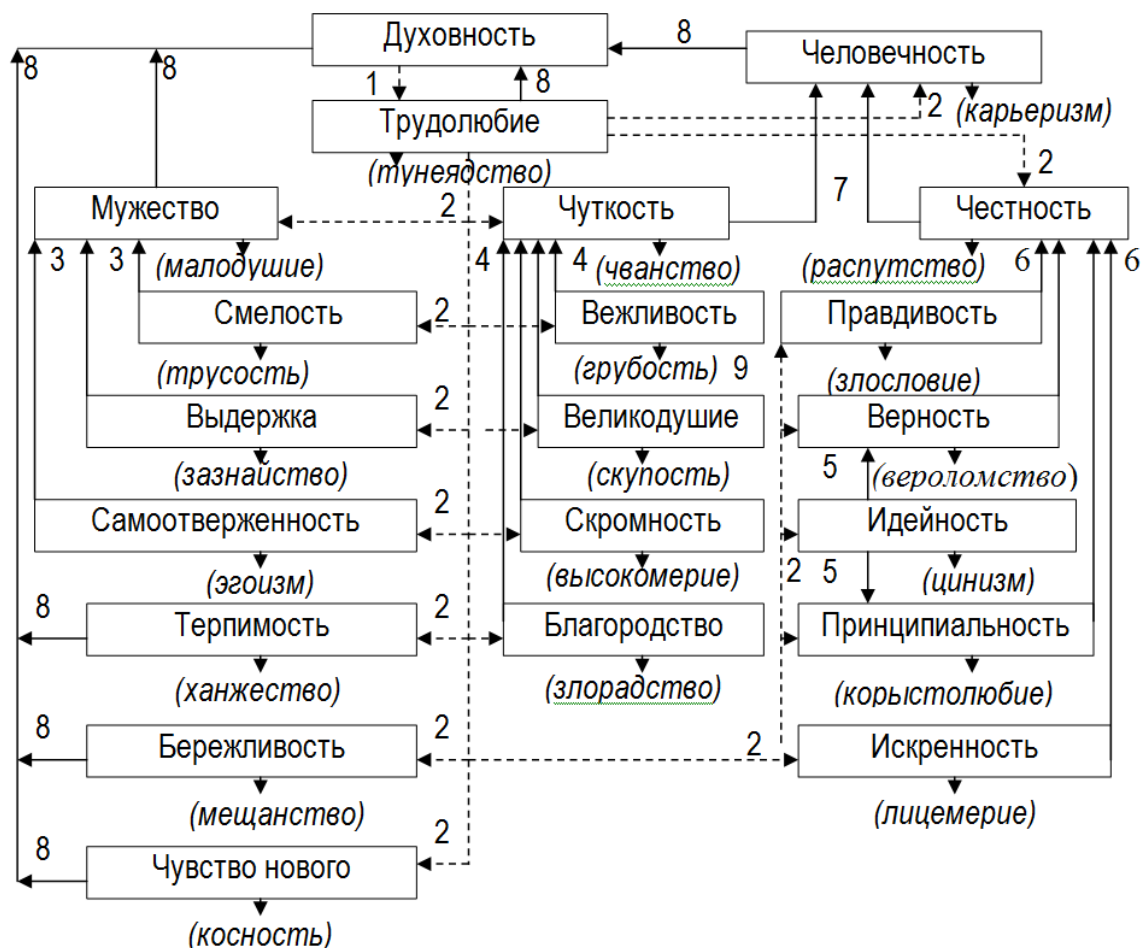 Духовность
8
Человечность
8
8
1
8
2
(карьеризм)
Трудолюбие
2
(тунеядство)
Мужество
2
Чуткость
7
Честность
3
3
(малодушие)
4
4
(чванство)
(распутство)
6
6
Смелость
2
Вежливость
Правдивость
(трусость)
(грубость) 9
(злословие)
Выдержка
2
Великодушие
Верность
(зазнайство)
(скупость)
5
(вероломство)
Самоотверженность
2
Скромность
Идейность
(эгоизм)
(высокомерие)
2
5
(цинизм)
8
Терпимость
2
Благородство
Принципиальность
(ханжество)
(злорадство)
(корыстолюбие)
8
Бережливость
2
2
Искренность
(мещанство)
(лицемерие)
8
Чувство нового
2
(косность)